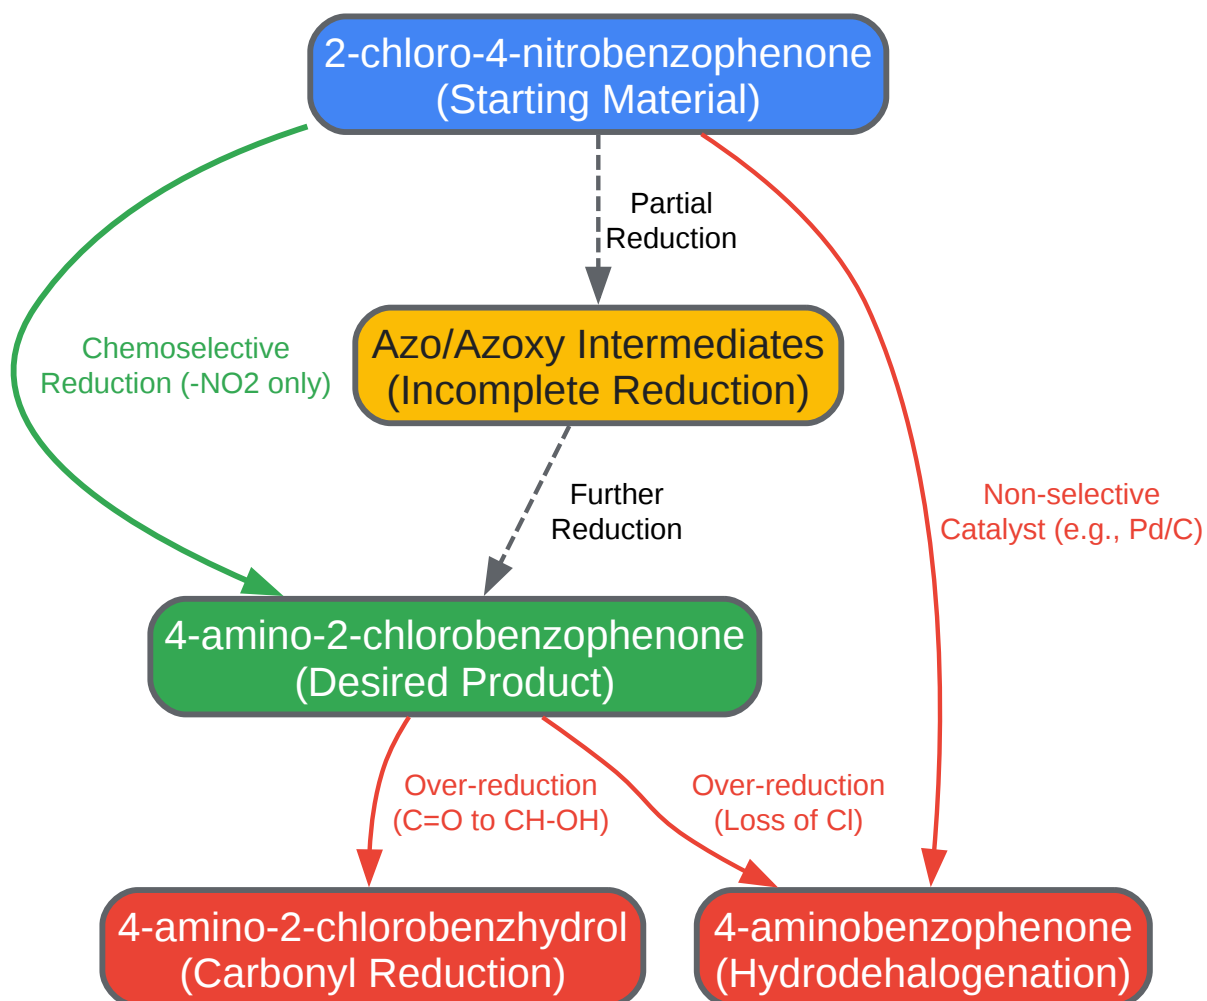 2-chloro-4-nitrobenzophenone
(Starting Material)
Partial
Reduction
Chemoselective
Reduction (-NO2 only)
Azo/Azoxy Intermediates
(Incomplete Reduction)
Further
Reduction
Non-selective
Catalyst (e.g., Pd/C)
4-amino-2-chlorobenzophenone
(Desired Product)
Over-reduction
(C=O to CH-OH)
Over-reduction
(Loss of Cl)
4-amino-2-chlorobenzhydrol
(Carbonyl Reduction)
4-aminobenzophenone
(Hydrodehalogenation)